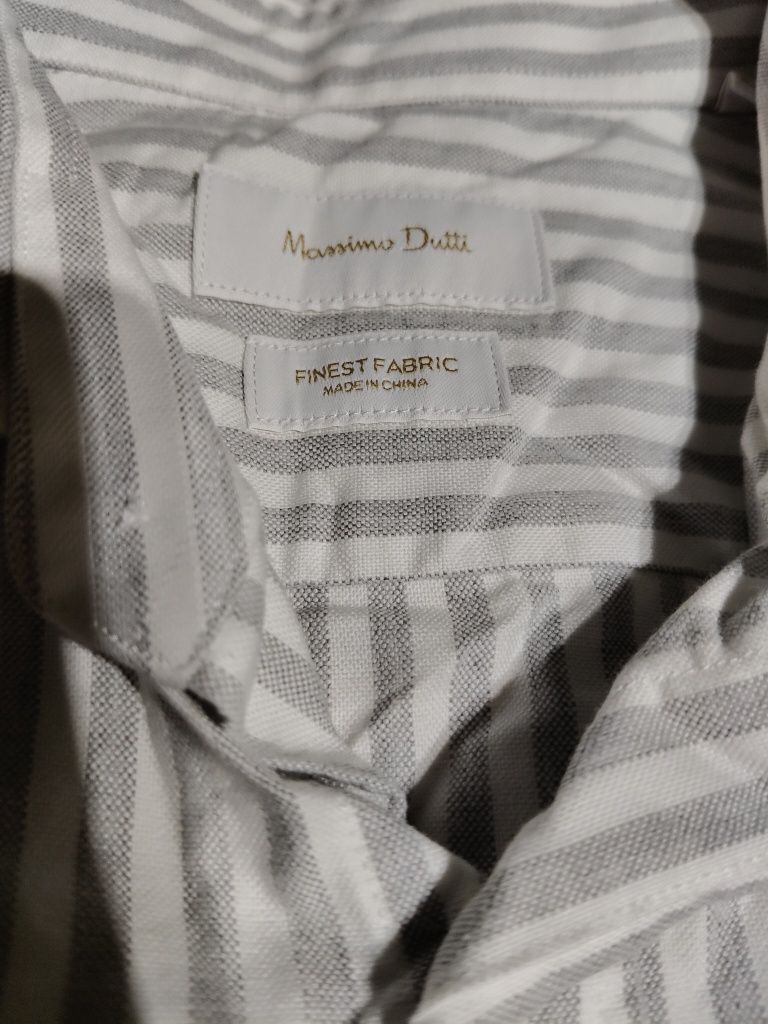 Massimo Dutti
FINEST FABRIC
MADE IN CHINA